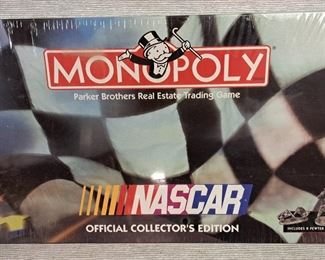 MONOPOLY
Parker Brothers Real Estate Trading Game
NASCAR
OFFICIAL COLLECTOR'S EDITION
INCLUDES 8 PEWTER